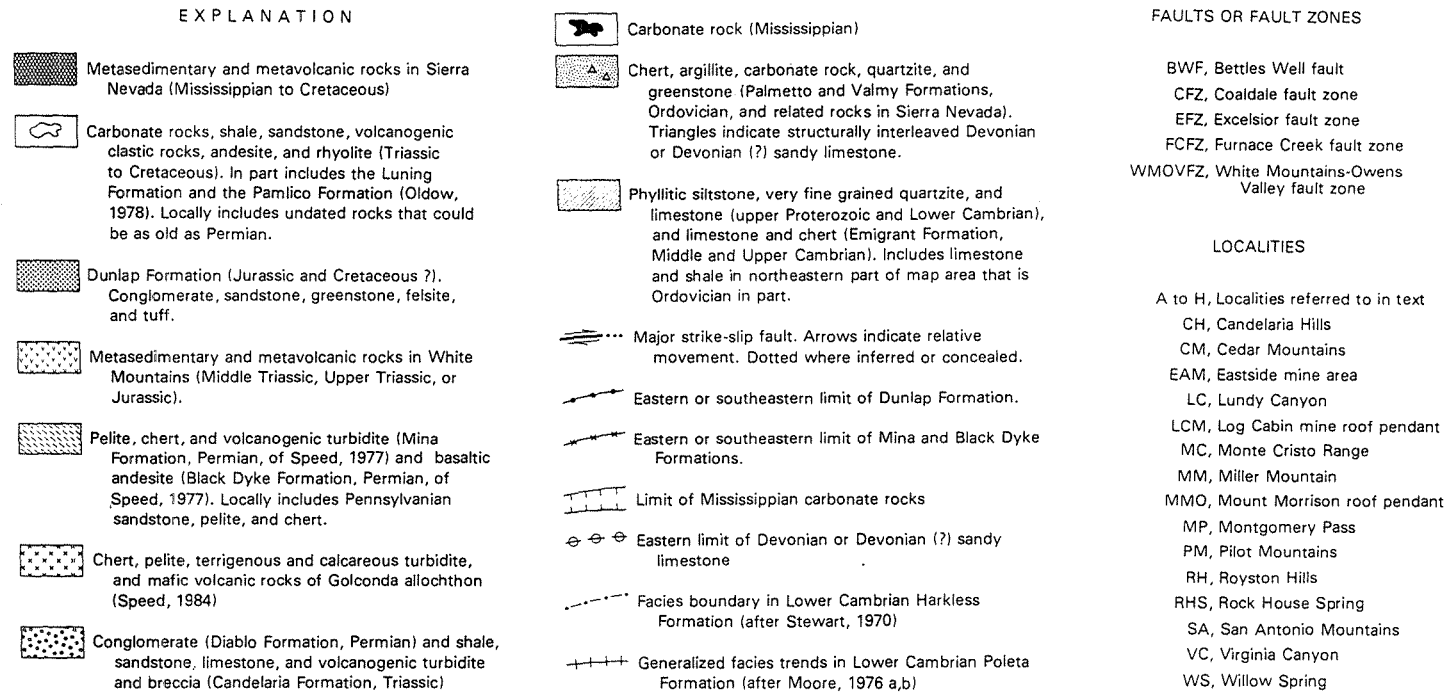 EXPLANATION
Metasedimentary and metavolcanic rocks in Sierra
Nevada (Mississippian to Cretaceous)
Carbonate rocks, shale, sandstone, volcanogenic
clastic rocks, andesite, and rhyolite (Triassic
to Cretaceous). In part includes the Luning
Formation and the Pamlico Formation (Oldow,
1978). Locally includes undated rocks that could
be as old as Permian.
Dunlap Formation (Jurassic and Cretaceous ?).
Conglomerate, sandstone, greenstone, felsite,
and tuff.
Metasedimentary and metavolcanic rocks in White
Mountains (Middle Triassic, Upper Triassic, or
Jurassic).
Pelite, chert, and volcanogenic turbidite (Mina
Formation, Permian, of Speed, 1977) and basaltic
andesite (Black Dyke Formation, Permian, of
Speed, 1977). Locally includes Pennsylvanian
sandstone, pelite, and chert.
Chert, pelite, terrigenous and calcareous turbidite,
and mafic volcanic rocks of Golconda allochthon
(Speed, 1984)
Conglomerate (Diablo Formation, Permian) and shale,
sandstone, limestone, and volcanogenic turbidite
and breccia (Candelaria Formation, Triassic)
Carbonate rock (Mississippian)
Chert, argillite, carbonate rock, quartzite, and
greenstone (Palmetto and Valmy Formations,
Ordovician, and related rocks in Sierra Nevada).
Triangles indicate structurally interleaved Devonian
or Devonian (?) sandy limestone.
Phyllitic siltstone, very fine grained quartzite, and
limestone (upper Proterozoic and Lower Cambrian),
and limestone and chert (Emigrant Formation,
Middle and Upper Cambrian). Includes limestone
and shale in northeastern part of map area that is
Ordovician in part.
Major strike-slip fault. Arrows indicate relative
movement. Dotted where inferred or concealed.
Eastern or southeastern limit of Dunlap Formation.
Eastern or southeastern limit of Mina and Black Dyke
Formations.
Limit of Mississippian carbonate rocks
Eastern limit of Devonian or Devonian (?) sandy
limestone
Facies boundary in Lower Cambrian Harkless
Formation (after Stewart, 1970)
Generalized facies trends in Lower Cambrian Poleta
Formation (after Moore, 1976 a,b)
FAULTS OR FAULT ZONES
BWF, Bettles Well fault
CFZ, Coaldale fault zone
EFZ, Excelsior fault zone
FCFZ, Furnace Creek fault zone
WMOVFZ, White Mountains-Owens
Valley fault zone
LOCALITIES
A to H, Localities referred to in text
CH, Candelaria Hills
CM, Cedar Mountains
EAM, Eastside mine area
LC, Lundy Canyon
LCM, Log Cabin mine roof pendant
MC, Monte Cristo Range
MM, Miller Mountain
MMO, Mount Morrison roof pendant
MP, Montgomery Pass
PM, Pilot Mountains
RH, Royston Hills
RHS, Rock House Spring
SA, San Antonio Mountains
VC, Virginia Canyon
WS, Willow Spring